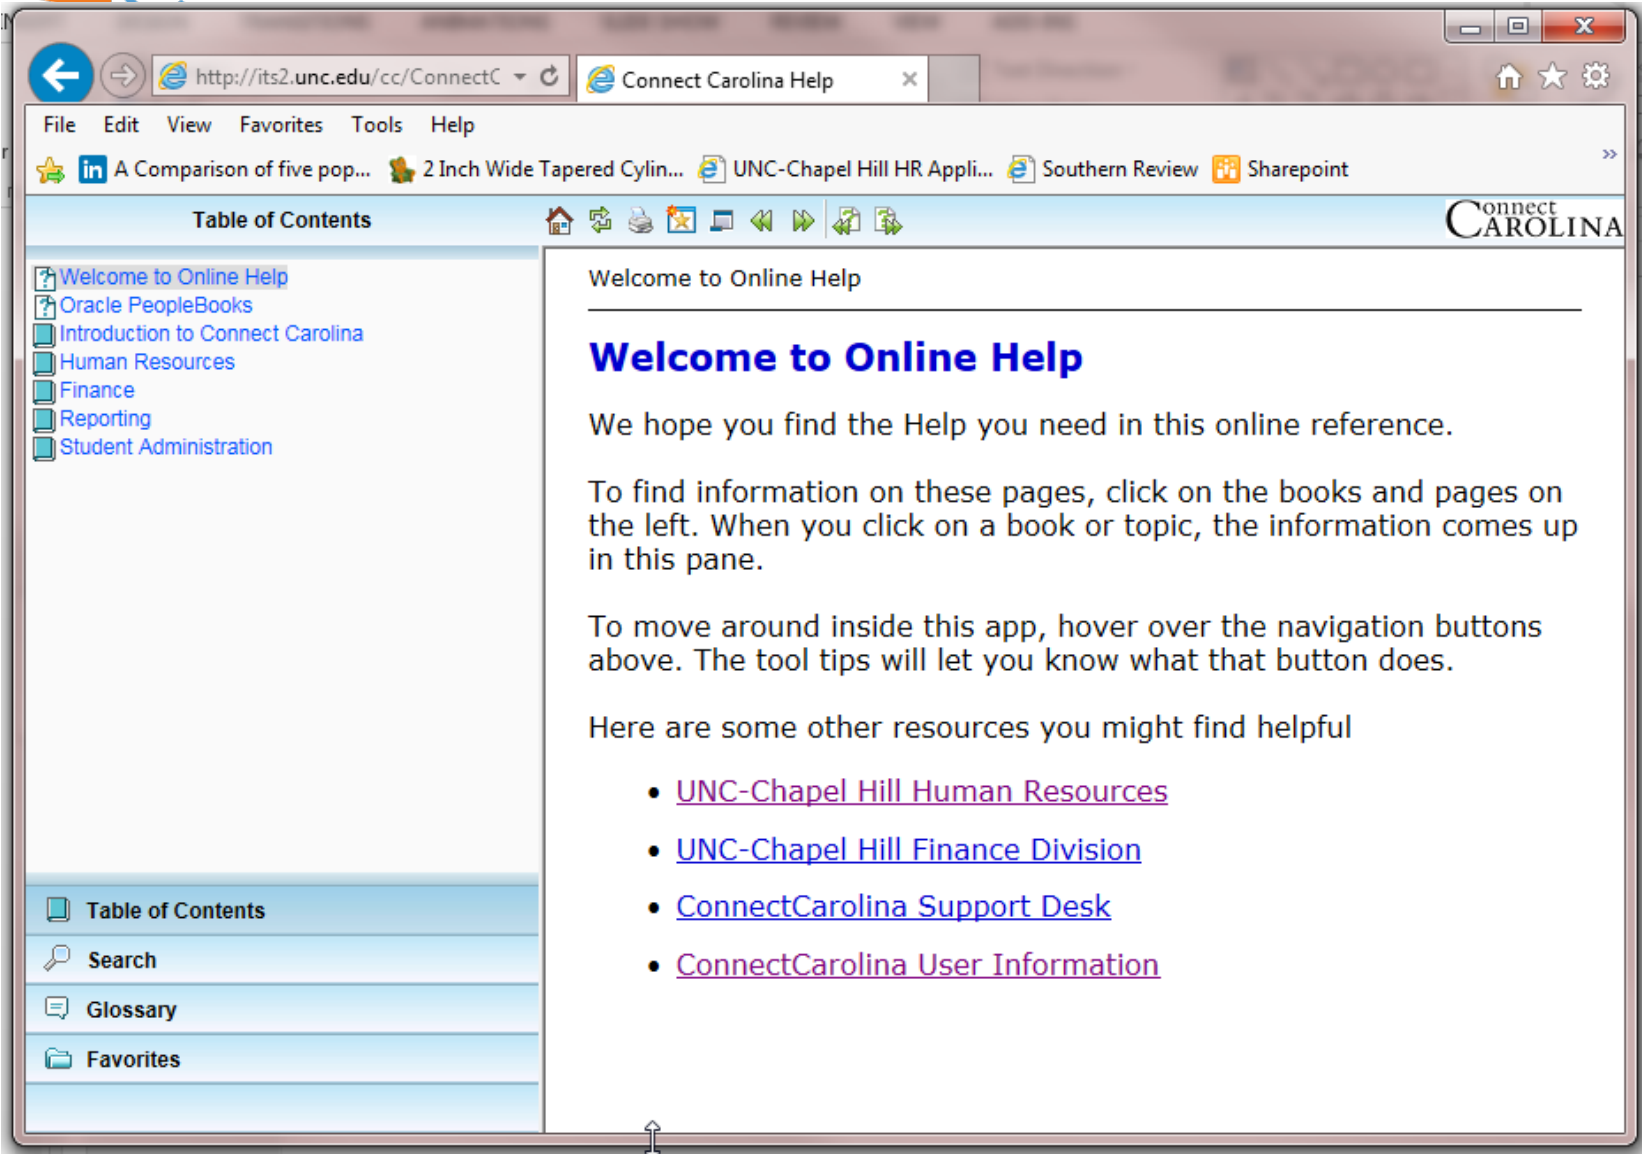 http://its2.unc.edu/cc/ConnectC
Connect Carolina Help
File Edit View Favorites Tools Help
A Comparison of five pop... 2 Inch Wide Tapered Cylin... UNC-Chapel Hill HR Appli... Southern Review Sharepoint
Table of Contents
Connect
CAROLINA
Welcome to Online Help
Oracle PeopleBooks
Introduction to Connect Carolina
Human Resources
Finance
Reporting
Student Administration
Table of Contents
Search
Glossary
Favorites
Welcome to Online Help
Welcome to Online Help
We hope you find the Help you need in this online reference.
To find information on these pages, click on the books and pages on
the left. When you click on a book or topic, the information comes up
in this pane.
To move around inside this app, hover over the navigation buttons
above. The tool tips will let you know what that button does.
Here are some other resources you might find helpful
• UNC-Chapel Hill Human Resources
• UNC-Chapel Hill Finance Division
• ConnectCarolina Support Desk
• ConnectCarolina User Information